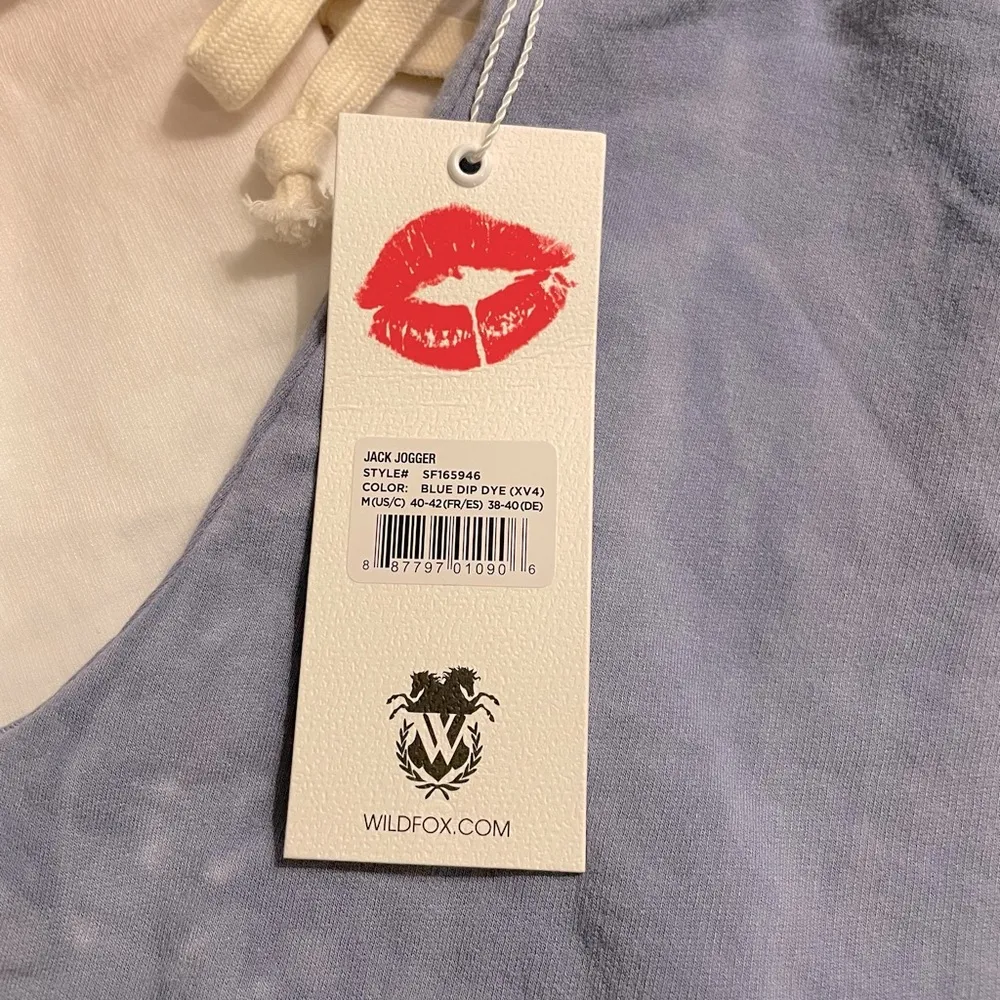 JACK JOGGER
STYLE# SF165946
COLOR: BLUE DIP DYE (XV4)
M(US/C) 40-42(FR/ES) 38-40(DE)
8 87797 01090 6
W
WILDFOX.COM